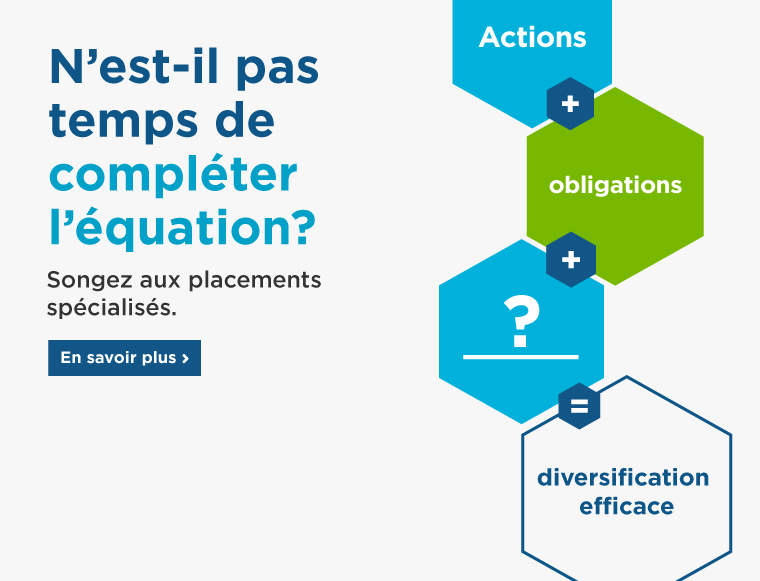 N’est-il pas
temps de
compléter
l’équation?
Songez aux placements
spécialisés.
En savoir plus ›
Actions
+
obligations
+
?
=
diversification
efficace